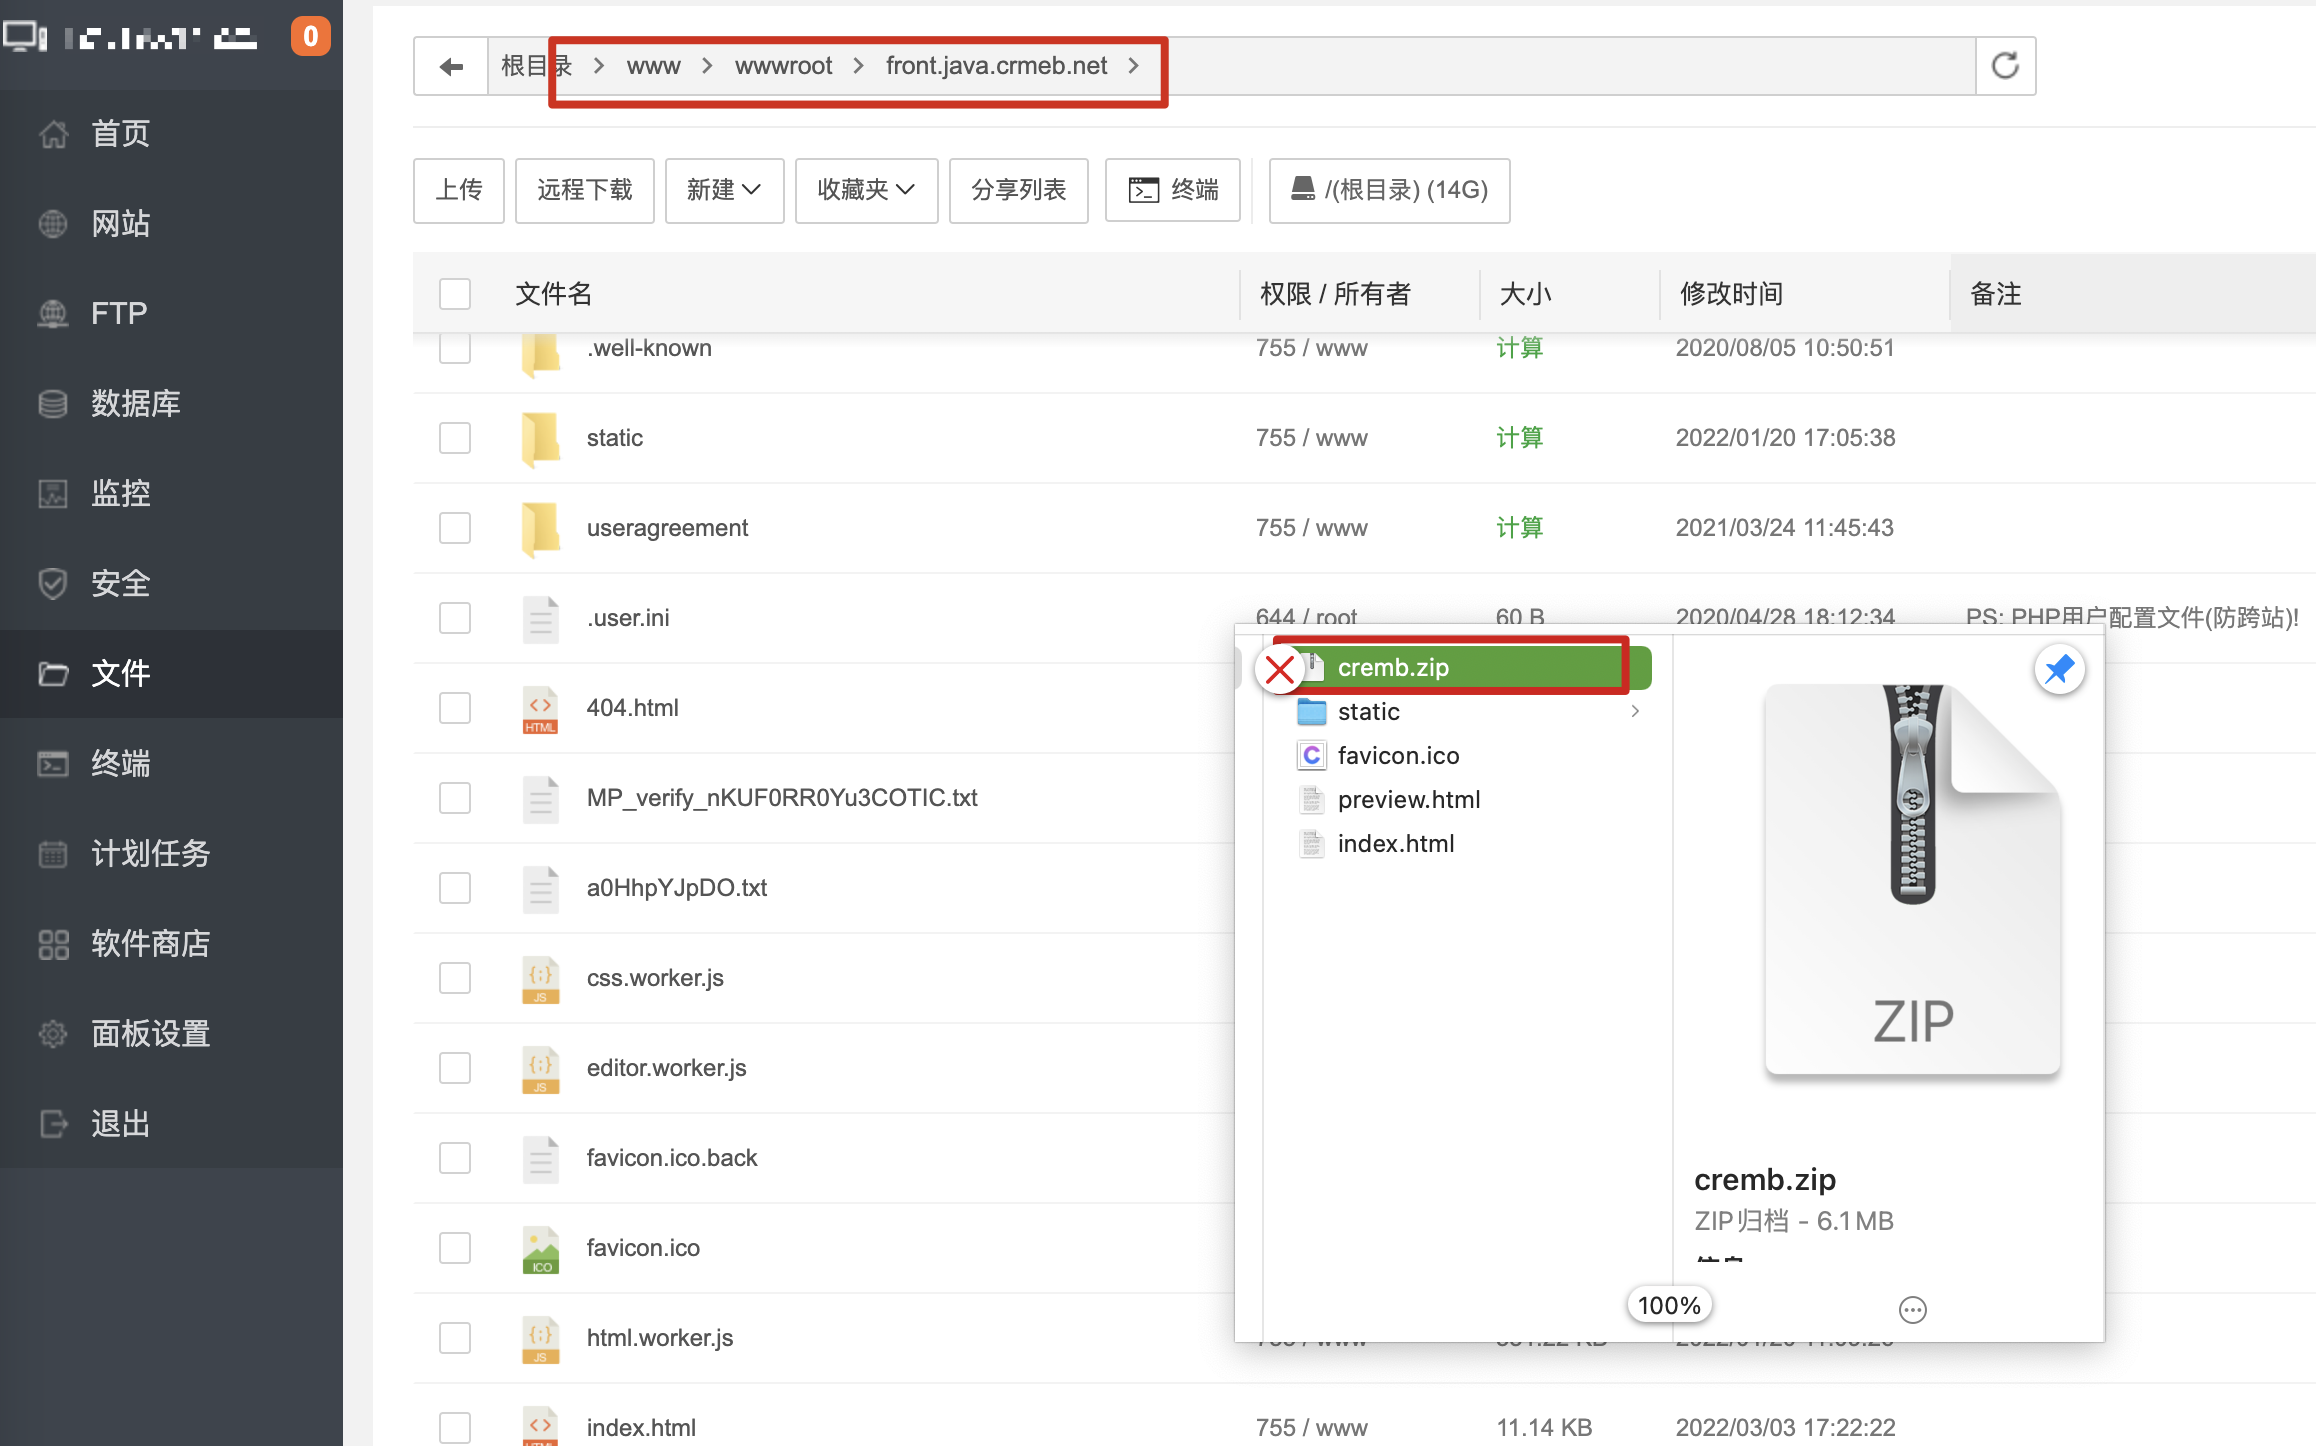 0
首页
网站
FTP
数据库
监控
安全
文件
终端
计划任务
软件商店
面板设置
退出
根目录 > www > wwwroot > front.java.crmeb.net >
上传 远程下载 新建 收藏夹 分享列表 终端 /(根目录) (14G)
文件名 权限 / 所有者 大小 修改时间 备注
.well-known 755 / www 计算 2020/08/05 10:50:51
static 755 / www 计算 2022/01/20 17:05:38
useragreement 755 / www 计算 2021/03/24 11:45:43
.user.ini 644 / root 60 B 2020/04/28 18:12:34 PS: PHP用户配置文件(防跨站)!
HTML 404.html
MP_verify_nKUF0RR0Yu3COTIC.txt
a0HhpYJpDO.txt
JS css.worker.js
JS editor.worker.js
favicon.ico.back
ICO favicon.ico
JS html.worker.js
HTML index.html 755 / www 11.14 KB 2022/03/03 17:22:22
cremb.zip
static
favicon.ico
preview.html
index.html
ZIP
cremb.zip
ZIP归档 - 6.1 MB
100%